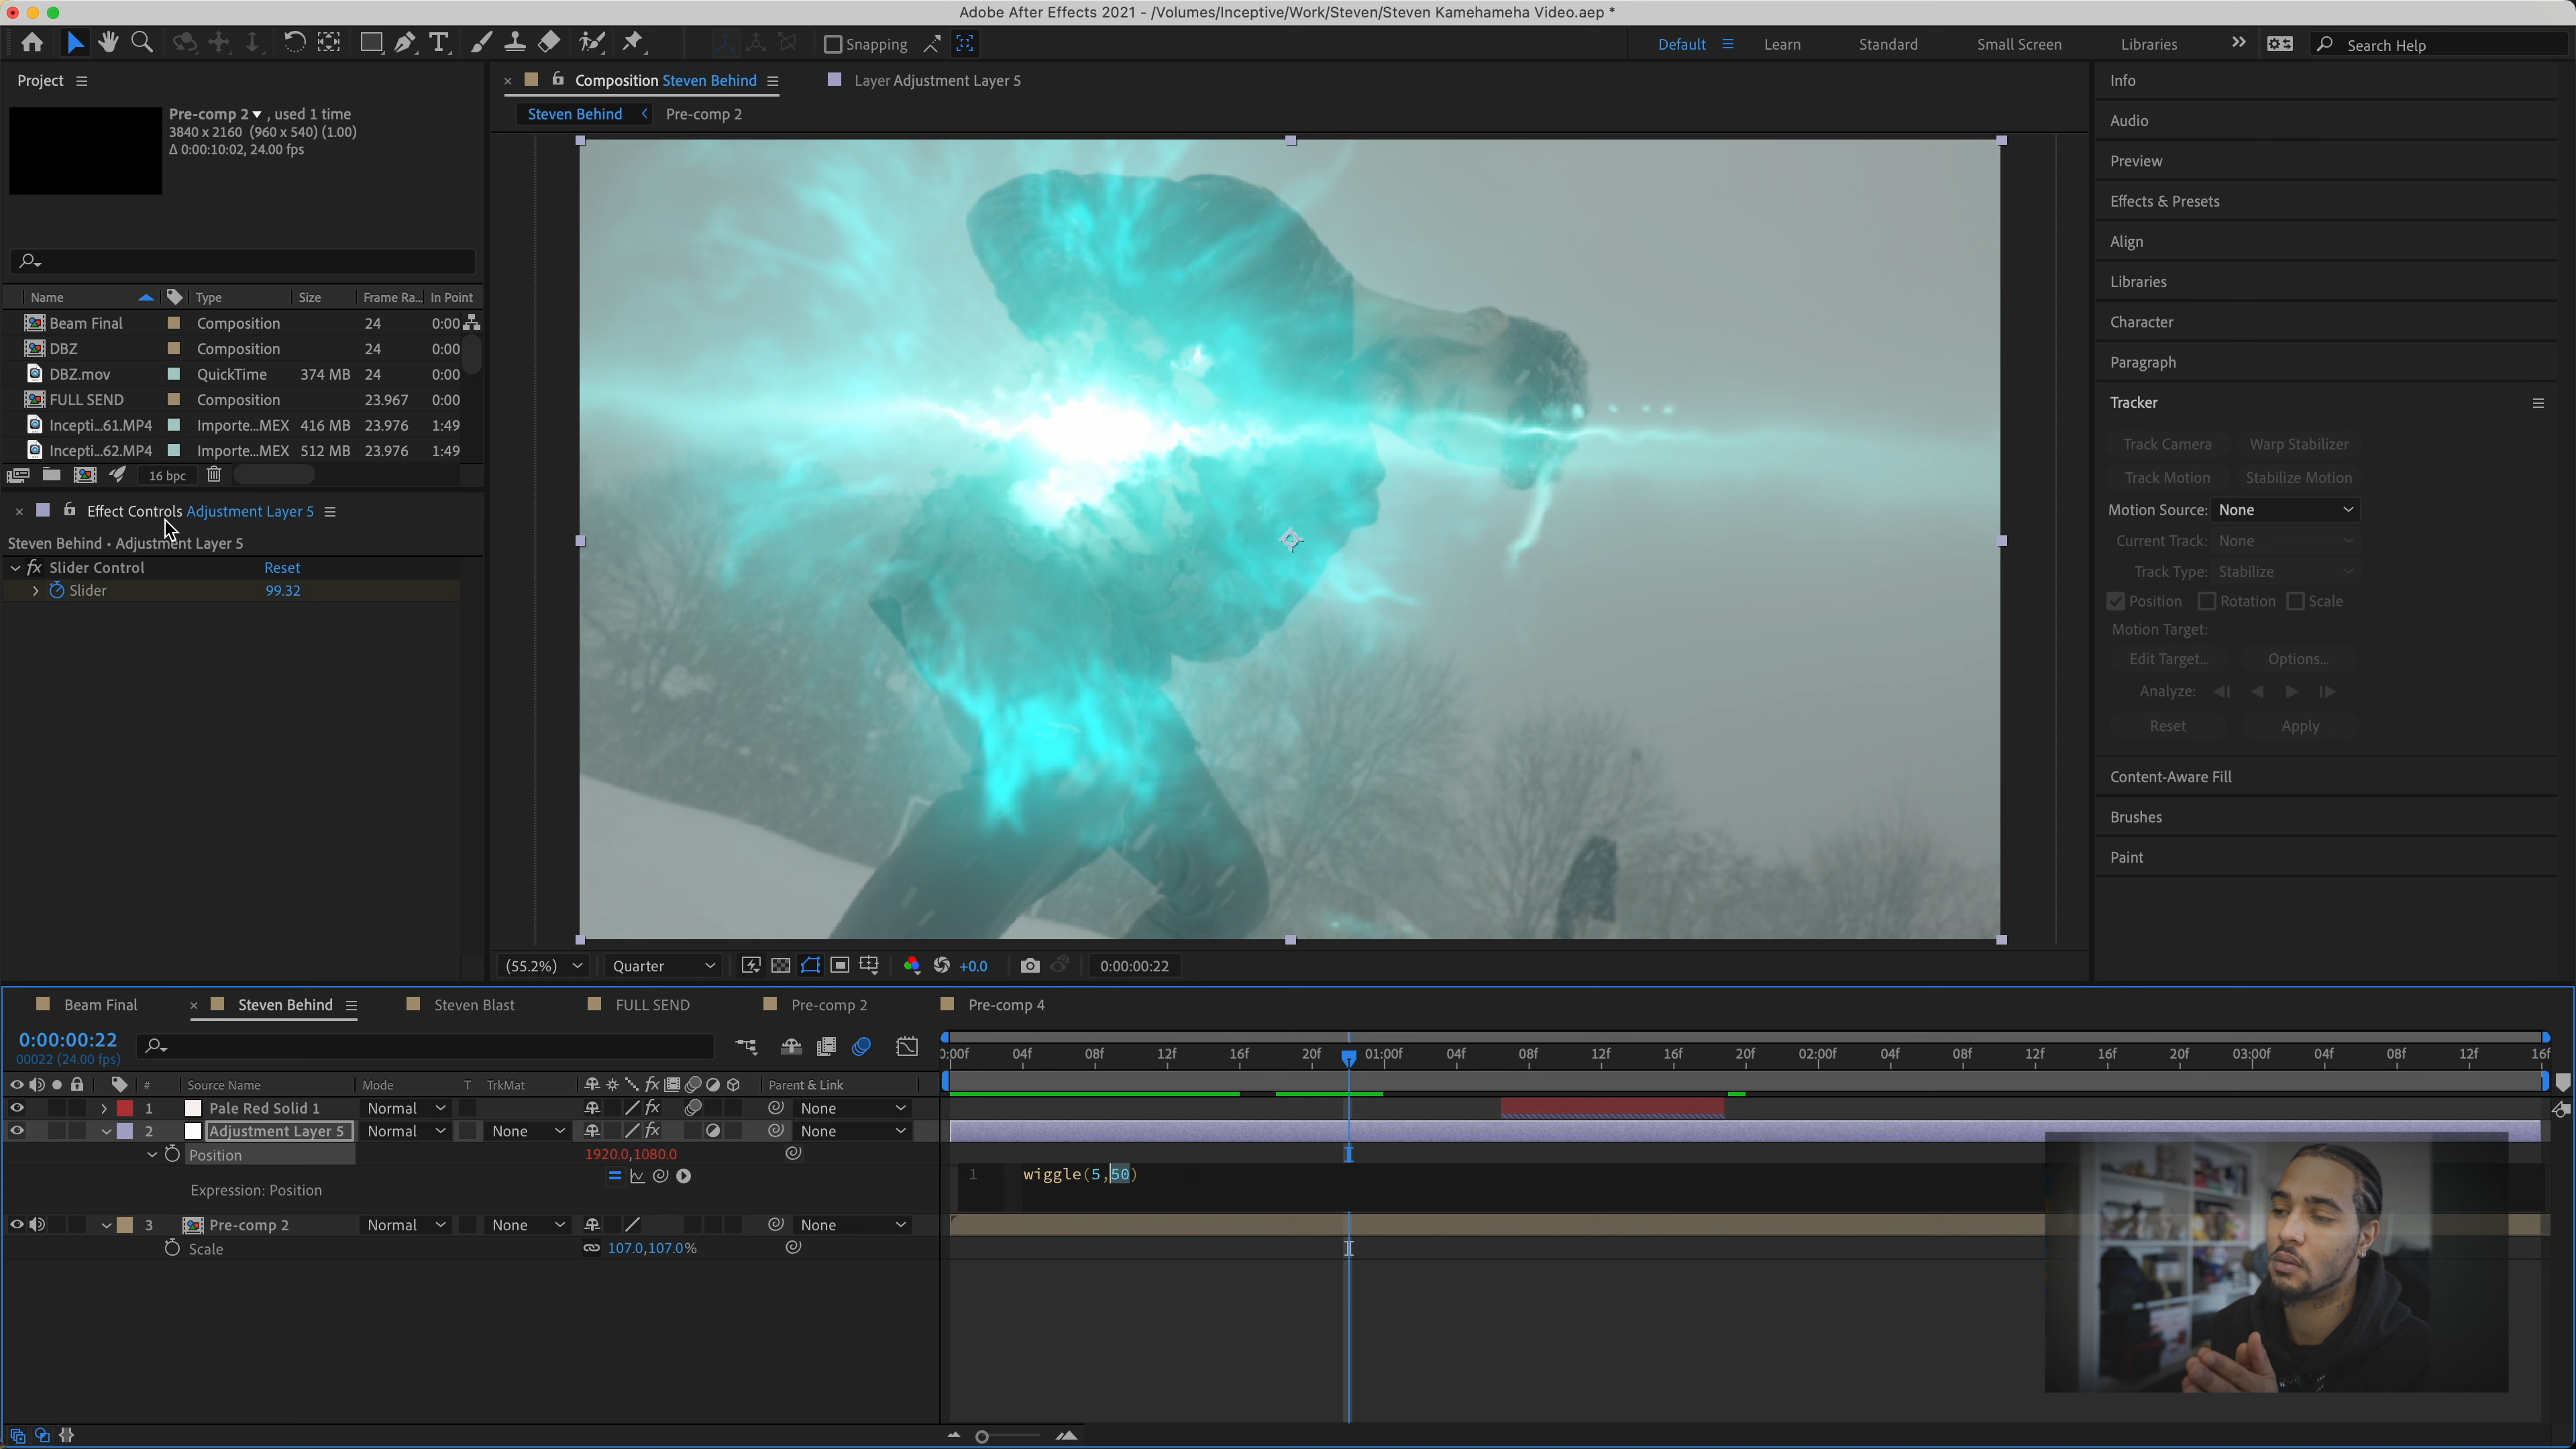 Adobe After Effects 2021 - /Volumes/Inceptive/Work/Steven/Steven Kamehameha Video.aep *
Snapping
Default
Learn
Standard
Small Screen
Libraries
Search Help
Project
Pre-comp 2 , used 1 time
3840 x 2160 (960 x 540) (1.00)
Δ 0:00:10:02, 24.00 fps
Name Type Size Frame Ra... In Point
Beam Final Composition 24 0:00
DBZ Composition 24 0:00
DBZ.mov QuickTime 374 MB 24 0:00
FULL SEND Composition 23.967 0:00
Incepti...61.MP4 Importe...MEX 416 MB 23.976 1:49
Incepti...62.MP4 Importe...MEX 512 MB 23.976 1:49
16 bpc
Effect Controls Adjustment Layer 5
Steven Behind • Adjustment Layer 5
fx Slider Control Reset
Slider 99.32
Composition Steven Behind
Layer Adjustment Layer 5
Steven Behind
Pre-comp 2
(55.2%)
Quarter
+0.0
0:00:00:22
Info
Audio
Preview
Effects & Presets
Align
Libraries
Character
Paragraph
Tracker
Track Camera Warp Stabilizer
Track Motion Stabilize Motion
Motion Source: None
Current Track: None
Track Type: Stabilize
Position Rotation Scale
Motion Target:
Edit Target... Options...
Analyze:
Reset Apply
Content-Aware Fill
Brushes
Paint
Beam Final
Steven Behind
Steven Blast
FULL SEND
Pre-comp 2
Pre-comp 4
0:00:00:22
00022 (24.00 fps)
):00f 04f 08f 12f 16f 20f 01:00f 04f 08f 12f 16f 20f 02:00f 04f 08f 12f 16f 20f 03:00f 04f 08f 12f 16f
# Source Name Mode T TrkMat fx Parent & Link
1 Pale Red Solid 1 Normal fx None
2 Adjustment Layer 5 Normal None fx None
Position 1920.0,1080.0
Expression: Position
1 wiggle(5,50)
3 Pre-comp 2 Normal None None
Scale 107.0,107.0%